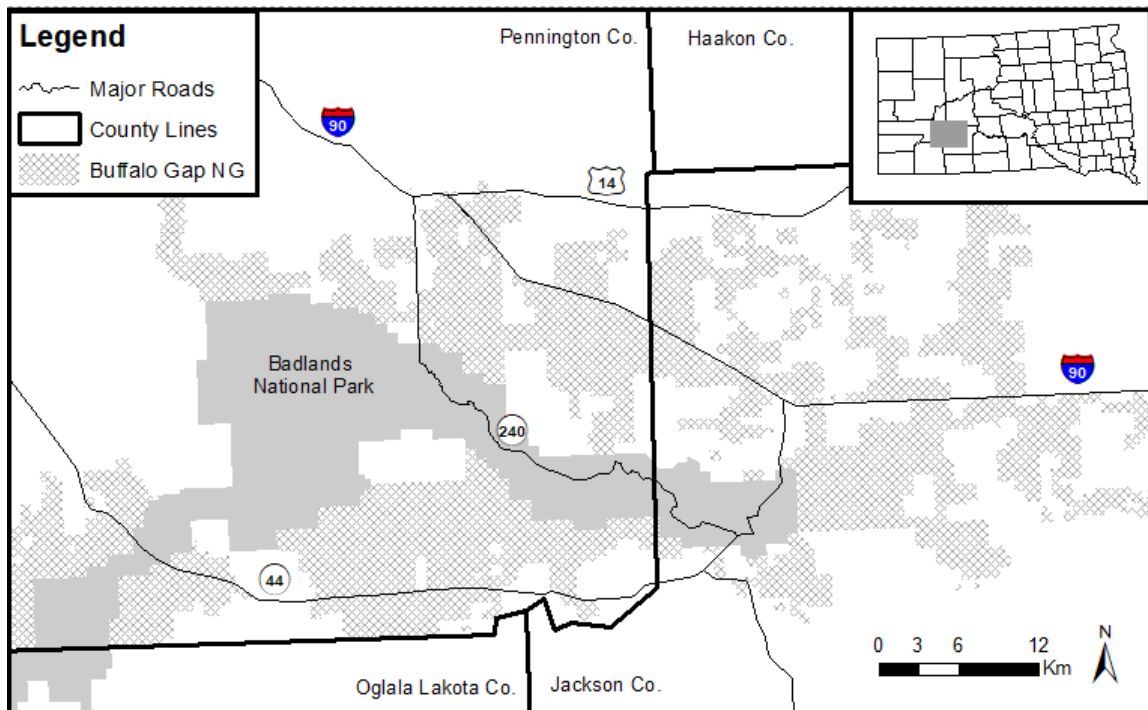 Legend
Major Roads
County Lines
Buffalo Gap NG
Pennington Co.
Haakon Co.
90
14
Badlands
National Park
90
240
44
Oglala Lakota Co.
Jackson Co.
0 3 6 12
Km
N